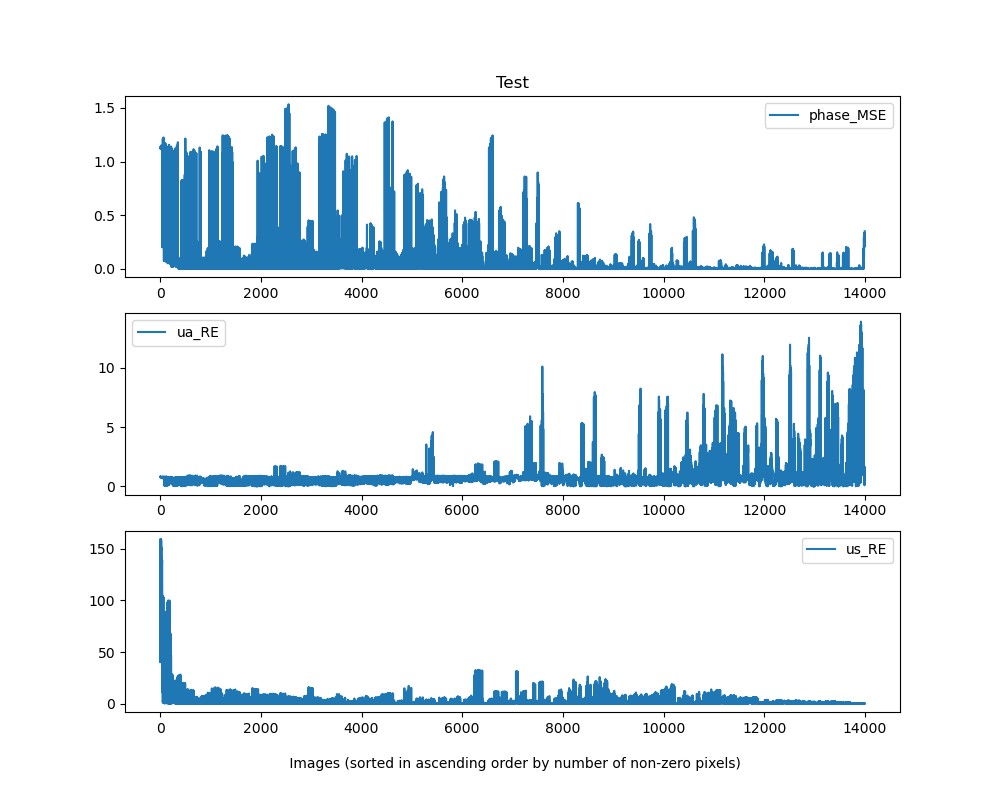 Test
1.5
1.0
0.5
0.0
phase_MSE
0 2000 4000 6000 8000 10000 12000 14000
ua_RE
10
5
0
0 2000 4000 6000 8000 10000 12000 14000
150
100
50
0
us_RE
0 2000 4000 6000 8000 10000 12000 14000
Images (sorted in ascending order by number of non-zero pixels)